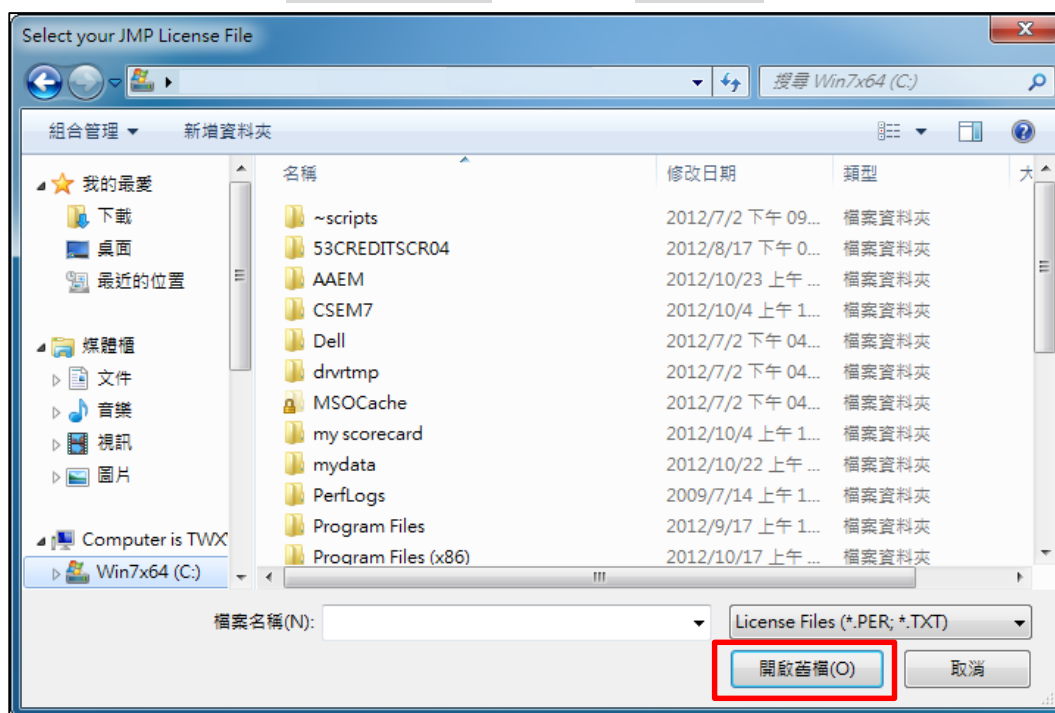 Select your JMP License File
搜尋 Win7x64 (C:)
組合管理 新增資料夾
名稱 修改日期 類型 大
我的最愛
下載
桌面
最近的位置
媒體櫃
文件
音樂
視訊
圖片
Computer is TWX
Win7x64 (C:)
~scripts 2012/7/2 下午 09... 檔案資料夾
53CREDITSCR04 2012/8/17 下午 0... 檔案資料夾
AAEM 2012/10/23 上午 ... 檔案資料夾
CSEM7 2012/10/4 上午 1... 檔案資料夾
Dell 2012/7/2 下午 04... 檔案資料夾
drvrtmp 2012/7/2 下午 04... 檔案資料夾
MSOCache 2012/7/2 下午 04... 檔案資料夾
my scorecard 2012/10/4 上午 1... 檔案資料夾
mydata 2012/10/22 上午 ... 檔案資料夾
PerfLogs 2009/7/14 上午 1... 檔案資料夾
Program Files 2012/9/17 上午 1... 檔案資料夾
Program Files (x86) 2012/10/17 上午 ... 檔案資料夾
檔案名稱(N): License Files (*.PER; *.TXT)
開啟舊檔(O) 取消